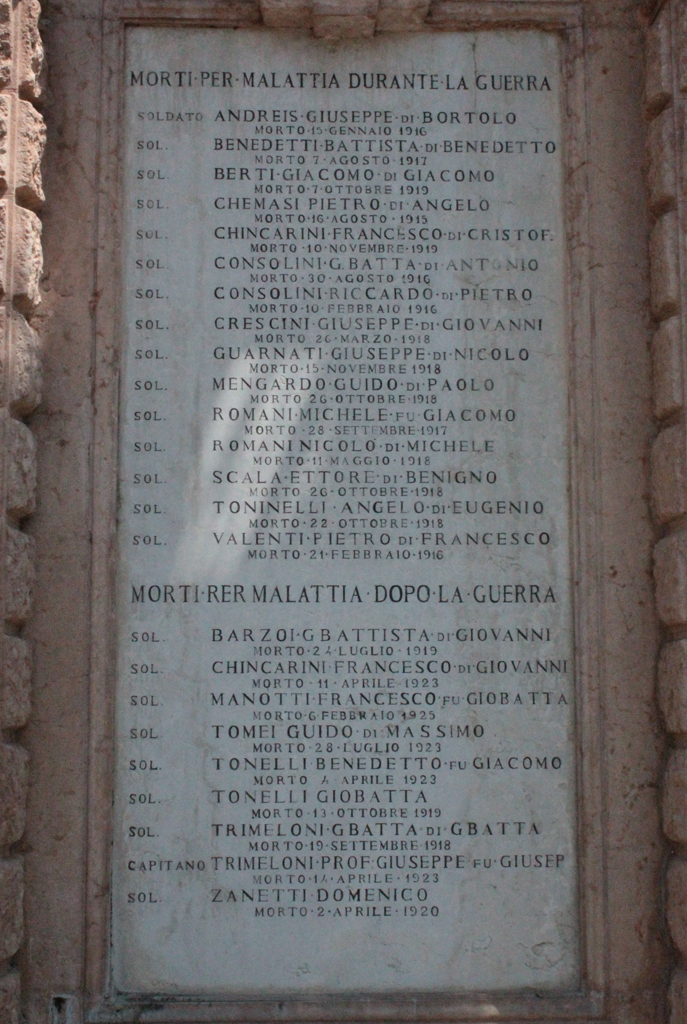 MORTI·PER·MALATTIA DURANTE·LA GUERRA
SOLDATO ANDREIS·GIUSEPPE·DI·BORTOLO
MORTO·15·GENNAIO 1916
SOL. BENEDETTI·BATTISTA·DI·BENEDETTO
MORTO 7·AGOSTO·1917
SOL. BERTI·GIACOMO·DI GIACOMO
MORTO·7·OTTOBRE 1919
SOL. CHEMASI PIETRO·DI·ANGELO
MORTO·16·AGOSTO·1915
SOL. CHINCARINI·FRANCESCO·DI·CRISTOF.
MORTO·10·NOVEMBRE·1919
SOL. CONSOLINI·G.BATTA·DI·ANTONIO
MORTO·30·AGOSTO 1916
SOL. CONSOLINI·RICCARDO·DI·PIETRO
MORTO·10·FEBBRAIO 1916
SOL. CRESCINI·GIUSEPPE·DI·GIOVANNI
MORTO 26·MARZO·1918
SOL. GUARNATI·GIUSEPPE·DI·NICOLO
MORTO·15·NOVEMBRE 1918
SOL. MENGARDO·GUIDO·DI·PAOLO
MORTO 26·OTTOBRE·1918
SOL. ROMANI·MICHELE·FU·GIACOMO
MORTO·28·SETTEMBRE·1917
SOL. ROMANI NICOLO·DI·MICHELE
MORTO·11·MAGGIO·1918
SOL. SCALA·ETTORE·DI·BENIGNO
MORTO 26·OTTOBRE·1918
SOL. TONINELLI·ANGELO·DI·EUGENIO
MORTO·22·OTTOBRE·1918
SOL. VALENTI·PIETRO·DI·FRANCESCO
MORTO·21·FEBBRAIO·1916
MORTI·RER MALATTIA·DOPO·LA·GUERRA
SOL. BARZOI·G BATTISTA·DI·GIOVANNI
MORTO·24·LUGLIO·1919
SOL. CHINCARINI·FRANCESCO·DI·GIOVANNI
MORTO·11·APRILE·1923
SOL. MANOTTI·FRANCESCO·FU GIOBATTA
MORTO·6·FEBBRAIO 1925
SOL. TOMEI GUIDO·DI·MASSIMO
MORTO·28·LUGLIO 1923
SOL. TONELLI·BENEDETTO·FU GIACOMO
MORTO 4·APRILE 1923
SOL. TONELLI GIOBATTA
MORTO·13·OTTOBRE 1919
SOL. TRIMELONI·G BATTA·DI·G BATTA
MORTO·19·SETTEMBRE 1918
CAPITANO TRIMELONI·PROF·GIUSEPPE FU·GIUSEP
MORTO·14·APRILE·1923
SOL. ZANETTI·DOMENICO
MORTO·2·APRILE·1920